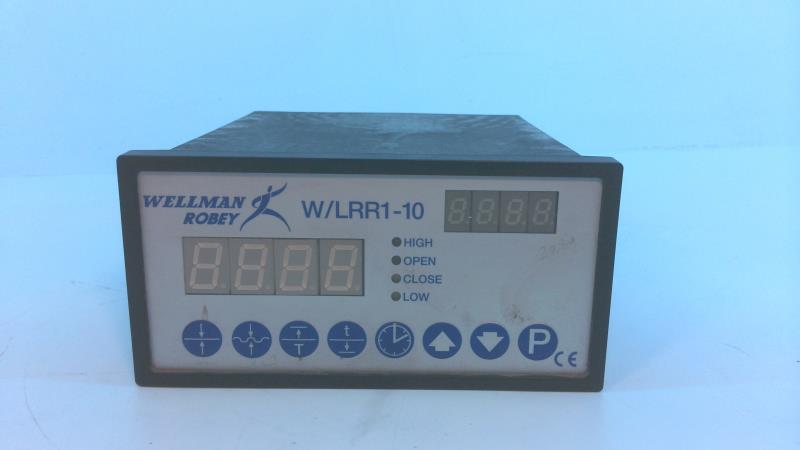 WELLMAN
ROBEY
W/LRR1-10
HIGH
OPEN
CLOSE
LOW
T
t
P
CE